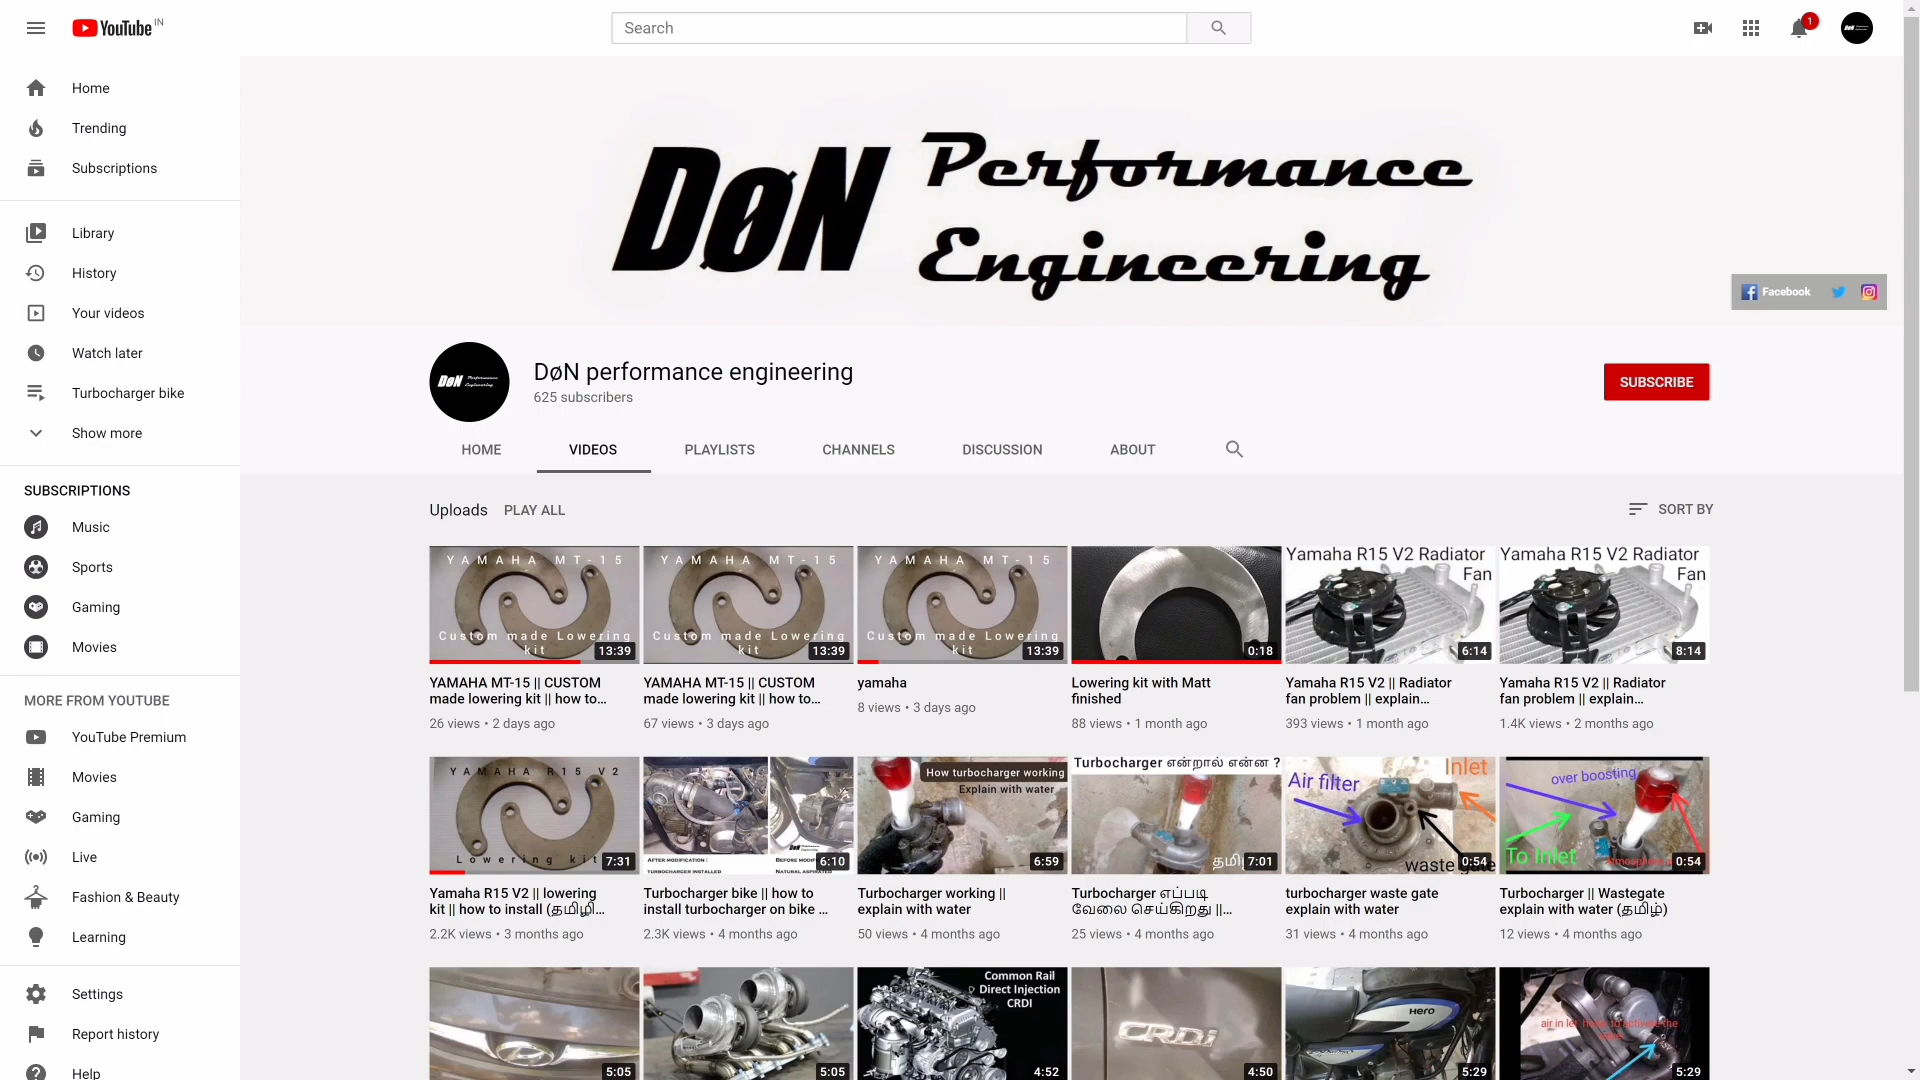 YouTube IN
Search
1
Home
Trending
Subscriptions
Library
History
Your videos
Watch later
Turbocharger bike
Show more
SUBSCRIPTIONS
Music
Sports
Gaming
Movies
MORE FROM YOUTUBE
YouTube Premium
Movies
Gaming
Live
Fashion & Beauty
Learning
Settings
Report history
Help
DøN Performance
Engineering
Facebook
DøN Performance
Engineering
DøN performance engineering
625 subscribers
SUBSCRIBE
HOME VIDEOS PLAYLISTS CHANNELS DISCUSSION ABOUT
Uploads PLAY ALL
SORT BY
YAMAHA MT-15
Custom made Lowering
kit
13:39
YAMAHA MT-15 || CUSTOM
made lowering kit || how to...
26 views • 2 days ago
YAMAHA MT-15
Custom made Lowering
kit
13:39
YAMAHA MT-15 || CUSTOM
made lowering kit || how to...
67 views • 3 days ago
YAMAHA MT-15
Custom made Lowering
kit
13:39
yamaha
8 views • 3 days ago
0:18
Lowering kit with Matt
finished
88 views • 1 month ago
Yamaha R15 V2 Radiator
Fan
6:14
Yamaha R15 V2 || Radiator
fan problem || explain...
393 views • 1 month ago
Yamaha R15 V2 Radiator
Fan
8:14
Yamaha R15 V2 || Radiator
fan problem || explain...
1.4K views • 2 months ago
YAMAHA R15 V2
Lowering kit
7:31
Yamaha R15 V2 || lowering
kit || how to install (தமிழி...
2.2K views • 3 months ago
AFTER MODIFICATION :
TURBOCHARGER INSTALLED
BEFORE MODIF
NATURAL ASPIRATED
6:10
Turbocharger bike || how to
install turbocharger on bike ...
2.3K views • 4 months ago
How turbocharger working
Explain with water
6:59
Turbocharger working ||
explain with water
50 views • 4 months ago
Turbocharger என்றால் என்ன ?
தமி
7:01
Turbocharger எப்படி
வேலை செய்கிறது ||...
25 views • 4 months ago
Air filter
Inlet
waste gate
0:54
turbocharger waste gate
explain with water
31 views • 4 months ago
over boosting
To Inlet
0:54
Turbocharger || Wastegate
explain with water (தமிழ்)
12 views • 4 months ago
5:05
5:05
Common Rail
Direct Injection
CRDI
4:52
CRDi
4:50
Hero
5:29
5:29